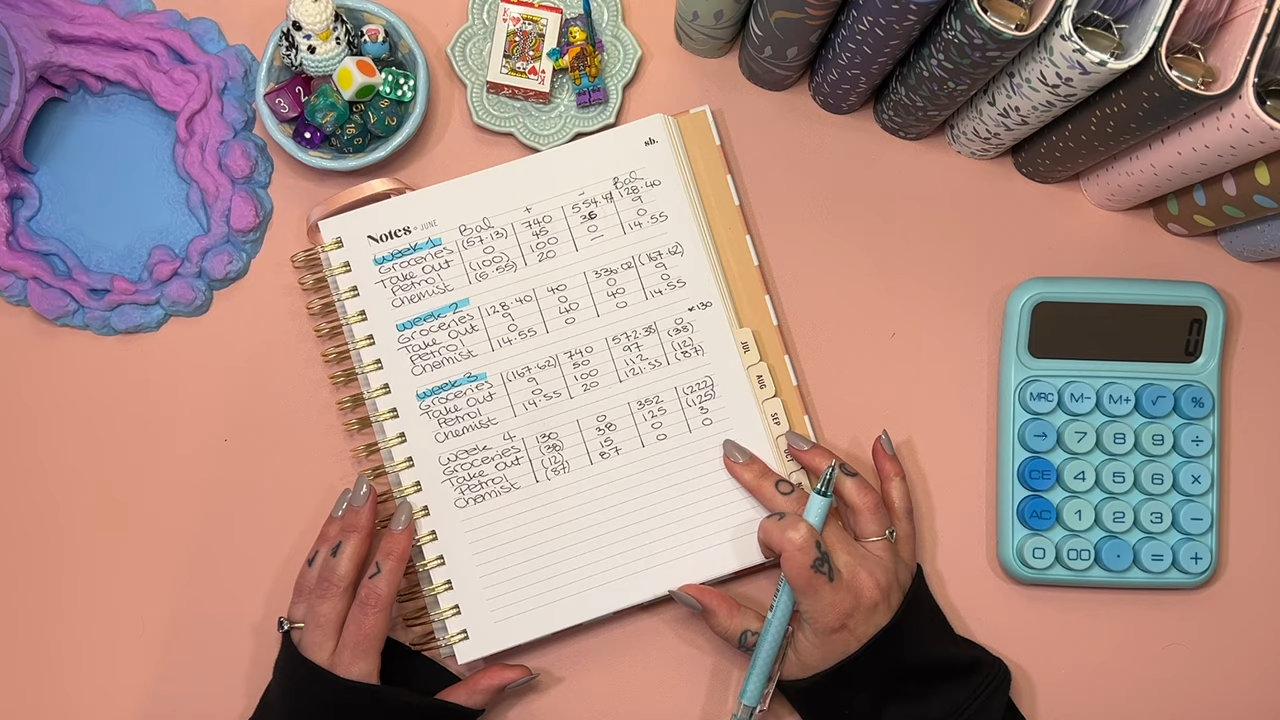 sb.
Notes • JUNE
Bal + - Bal
Week 1
Groceries (57.13) 740 554.47 128.40
Take Out 0 45 36 9
Petrol (100) 100 0 0
Chemist (5.55) 20 — 14.55
Week 2
Groceries 128.40 40 336.02 (167.62)
Take Out 9 0 0 9
Petrol 0 40 40 0
Chemist 14.55 0 0 14.55
Week 3 *130
Groceries (167.62) 740 572.38 0
Take Out 9 50 97 (38)
Petrol 0 100 112 (12)
Chemist 14.55 20 121.55 (87)
Week 4
Groceries 130 0 352 (222)
Take Out (38) 38 125 (125)
Petrol (12) 15 0 3
Chemist (87) 87 0 0
JUL
AUG
SEP
OCT
K
0
MRC M- M+ √ %
→ 7 8 9 ÷
CE 4 5 6 ×
AC 1 2 3 −
0 00 · = +